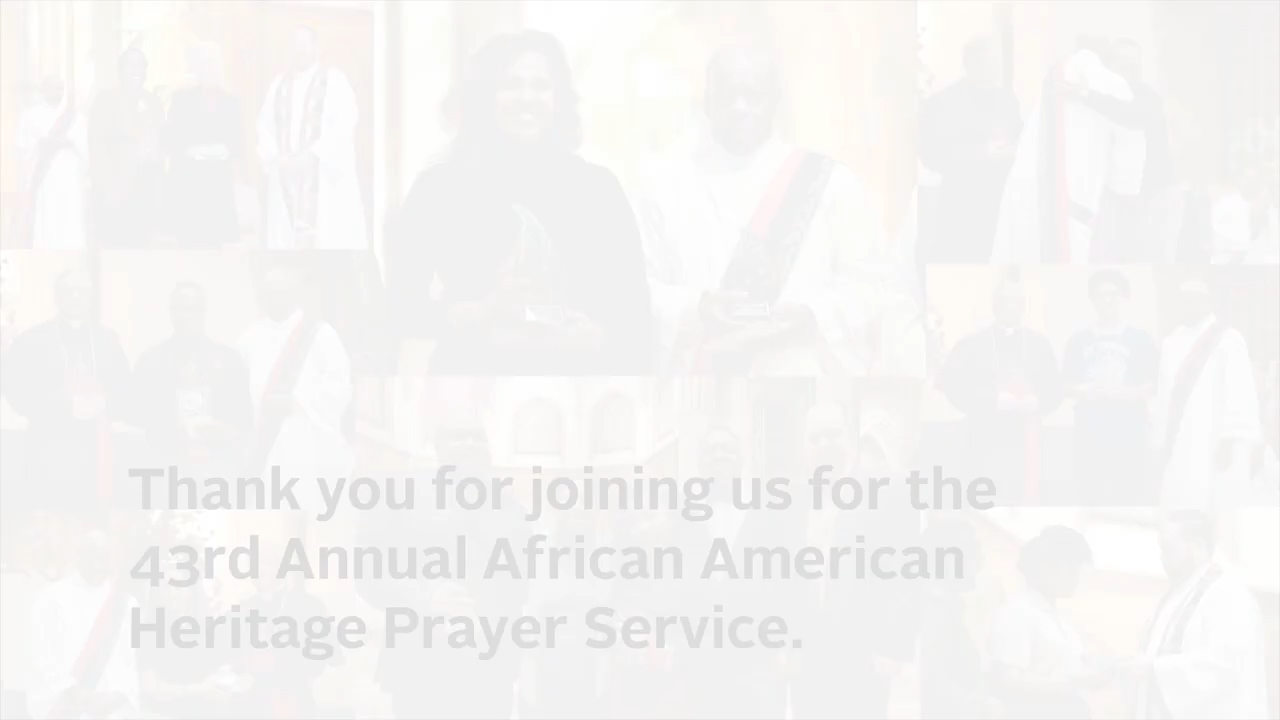 Thank you for joining us for the
43rd Annual African American
Heritage Prayer Service.